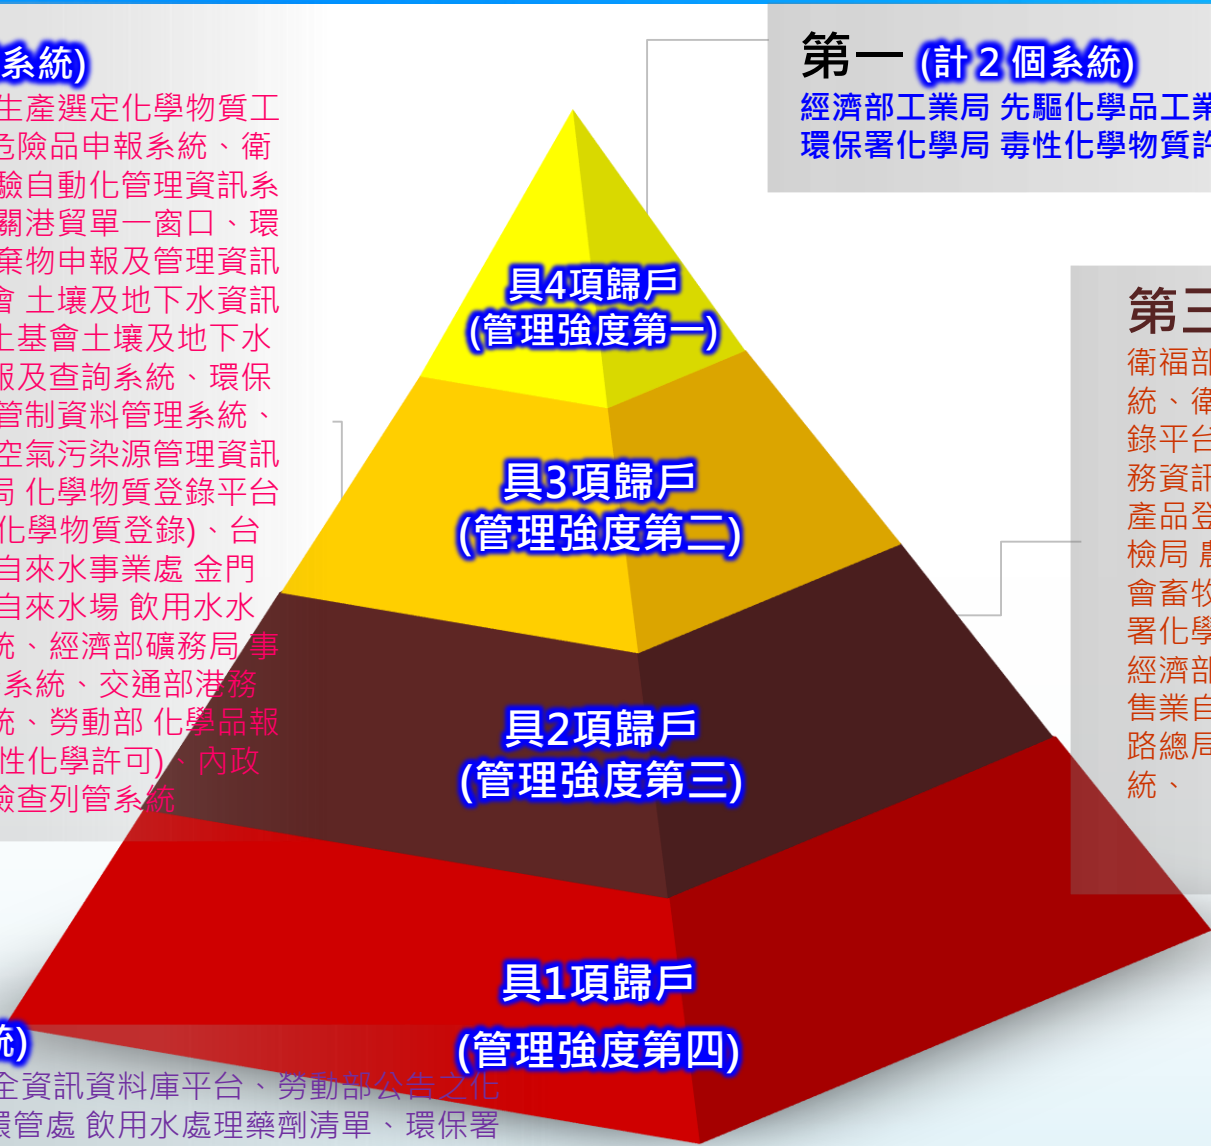 系統)
生產選定化學物質工
危險品申報系統、衛
驗自動化管理資訊系
關港貿單一窗口、環
棄物申報及管理資訊
會 土壤及地下水資訊
土基會土壤及地下水
報及查詢系統、環保
管制資料管理系統、
空氣污染源管理資訊
局 化學物質登錄平台
化學物質登錄)、台
自來水事業處 金門
自來水場 飲用水水
統、經濟部礦務局 事
系統、交通部港務
統、勞動部 化學品報
性化學許可)、內政
檢查列管系統
第一 (計 2 個系統)
經濟部工業局 先驅化學品工業
環保署化學局 毒性化學物質許
具4項歸戶
(管理強度第一)
具3項歸戶
(管理強度第二)
具2項歸戶
(管理強度第三)
具1項歸戶
(管理強度第四)
第三
衛福部
統、衛
錄平台
務資訊
產品登
檢局 農
會畜牧
署化學
經濟部
售業自
路總局
統、
統)
全資訊資料庫平台、勞動部公告之化
環管處 飲用水處理藥劑清單、環保署